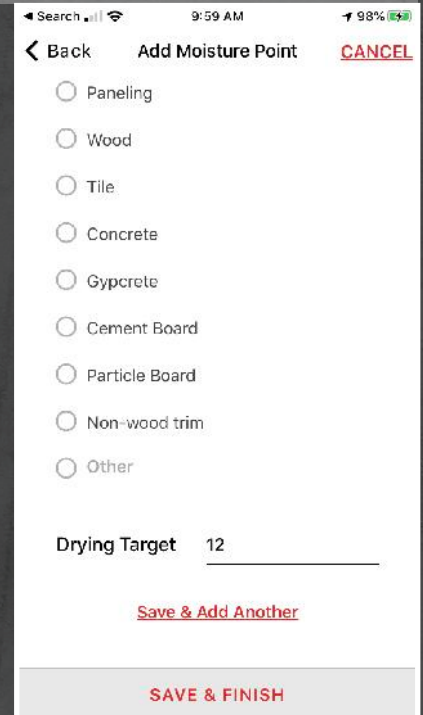 Search 9:59 AM 98%
Back Add Moisture Point CANCEL
Paneling
Wood
Tile
Concrete
Gypcrete
Cement Board
Particle Board
Non-wood trim
Other
Drying Target 12
Save & Add Another
SAVE & FINISH